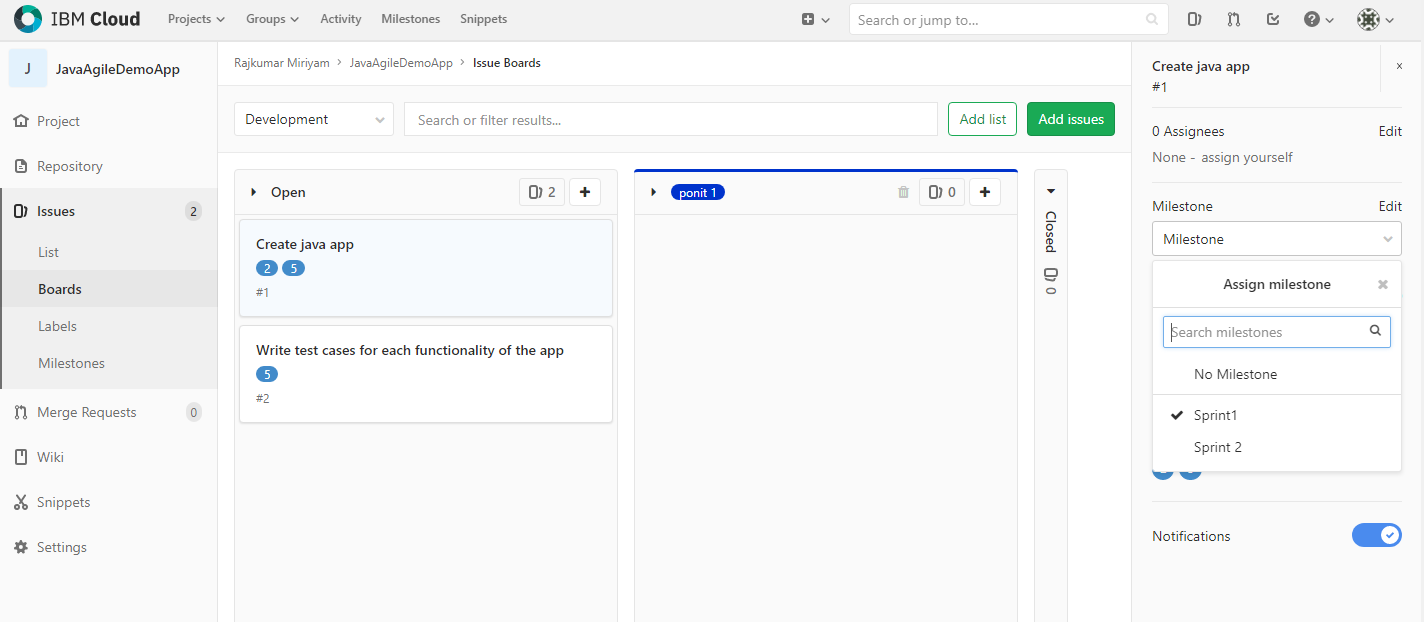 IBM Cloud Projects Groups Activity Milestones Snippets Search or jump to... ?
J JavaAgileDemoApp
Project
Repository
Issues 2
List
Boards
Labels
Milestones
Merge Requests 0
Wiki
Snippets
Settings
Rajkumar Miriyam › JavaAgileDemoApp › Issue Boards
Development Search or filter results... Add list Add issues
Open 2 +
Create java app
2 5
#1
Write test cases for each functionality of the app
5
#2
ponit 1 0 +
Closed 0
Create java app ×
#1
0 Assignees Edit
None - assign yourself
Milestone Edit
Milestone
Assign milestone
Search milestones
No Milestone
Sprint1
Sprint 2
Notifications